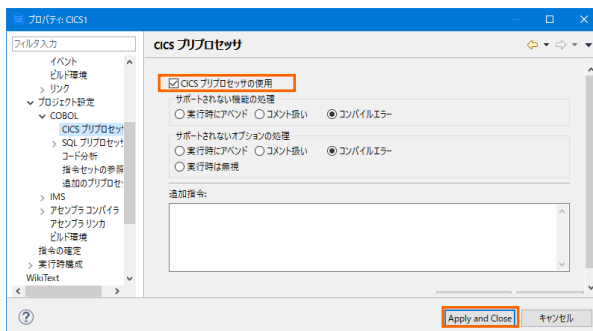 プロパティ: CICS1
フィルタ入力
CICS プリプロセッサ
イベント
ビルド環境
リンク
プロジェクト設定
COBOL
CICS プリプロセッサ
SQL プリプロセッサ
コード分析
指令セットの参照
追加のプリプロセ
IMS
アセンブラ コンパイラ
アセンブラ リンカ
ビルド環境
指令の確定
実行時構成
WikiText
CICS プリプロセッサの使用
サポートされない機能の処理
実行時にアベンド コメント扱い コンパイルエラー
サポートされないオプションの処理
実行時にアベンド コメント扱い コンパイルエラー
実行時は無視
追加指令:
Apply and Close キャンセル